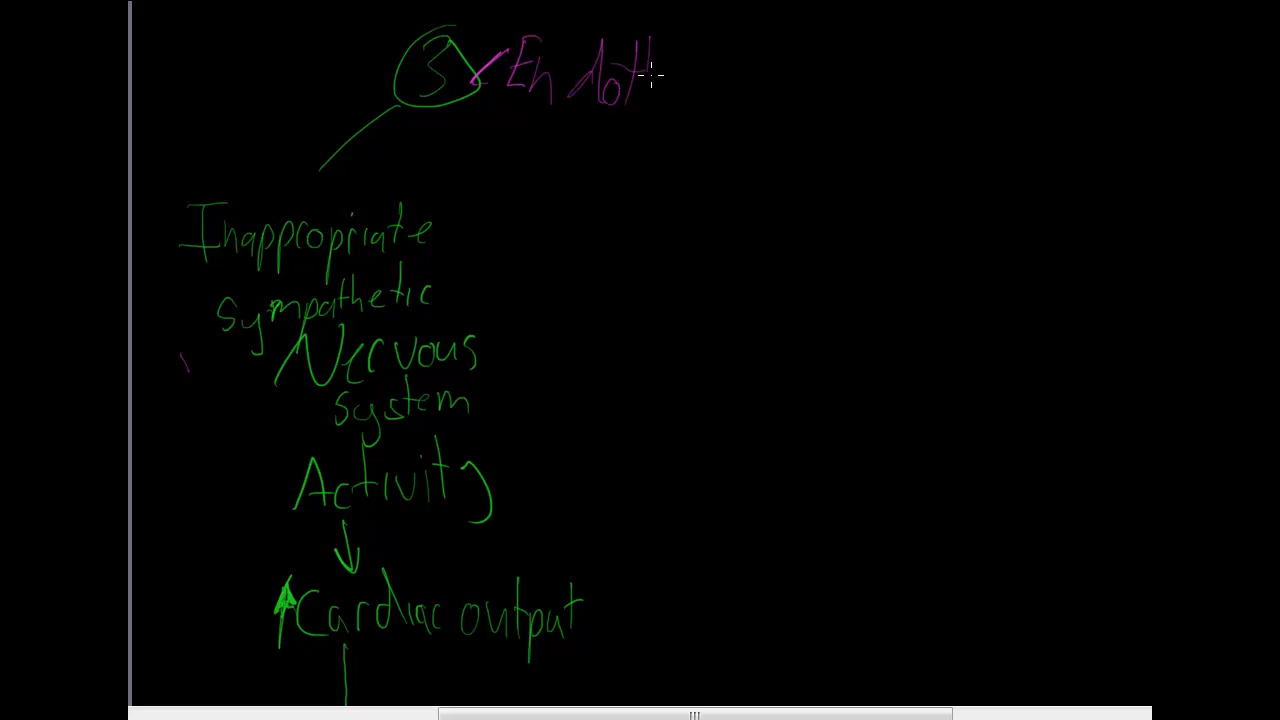 3 Endoth
Inappropriate
sympathetic
Nervous
system
Activity
↓
↑Cardiac output